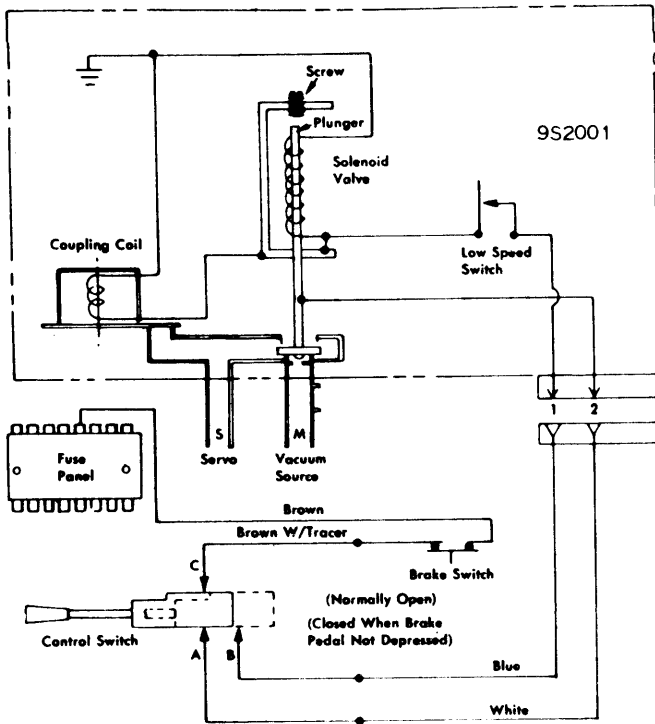 Screw
Plunger
9S2001
Solenoid
Valve
Coupling Coil
Low Speed
Switch
1 2
S M
Servo Vacuum
Source
Fuse
Panel
Brown
Brown W/Tracer
C
Brake Switch
(Normally Open)
(Closed When Brake
Pedal Not Depressed)
Control Switch
A B
Blue
White